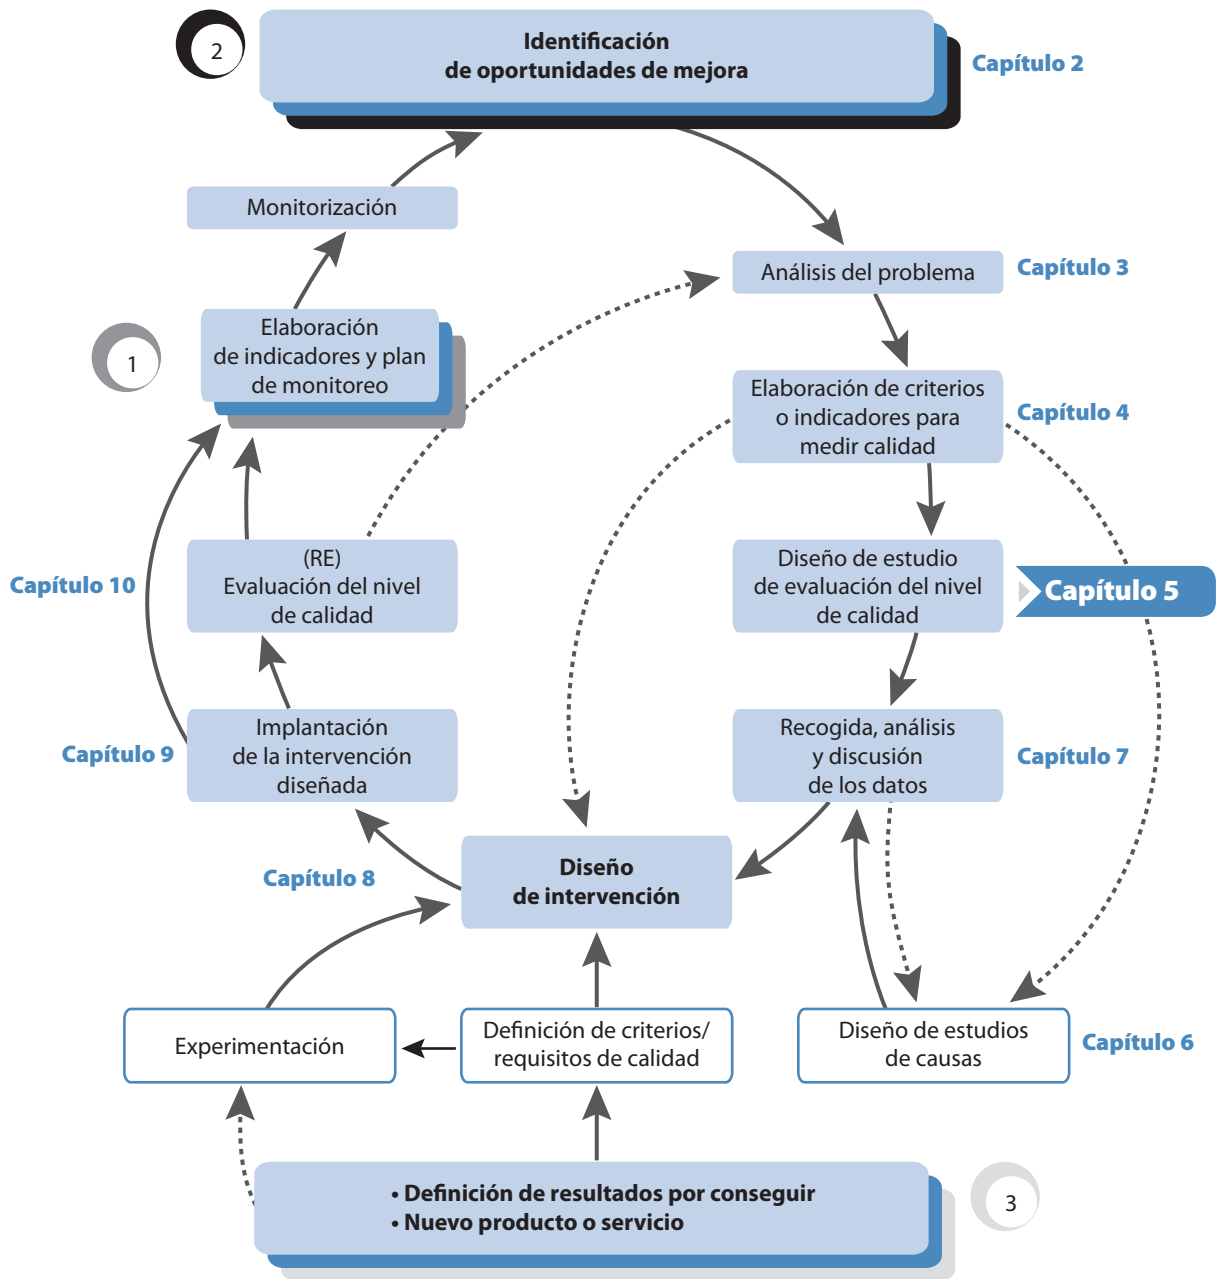 2
Identificación
de oportunidades de mejora
Capítulo 2
Monitorización
Análisis del problema
Capítulo 3
1
Elaboración
de indicadores y plan
de monitoreo
Elaboración de criterios
o indicadores para
medir calidad
Capítulo 4
Capítulo 10
(RE)
Evaluación del nivel
de calidad
Diseño de estudio
de evaluación del nivel
de calidad
Capítulo 5
Capítulo 9
Implantación
de la intervención
diseñada
Recogida, análisis
y discusión
de los datos
Capítulo 7
Capítulo 8
Diseño
de intervención
Experimentación
Definición de criterios/
requisitos de calidad
Diseño de estudios
de causas
Capítulo 6
• Definición de resultados por conseguir
• Nuevo producto o servicio
3